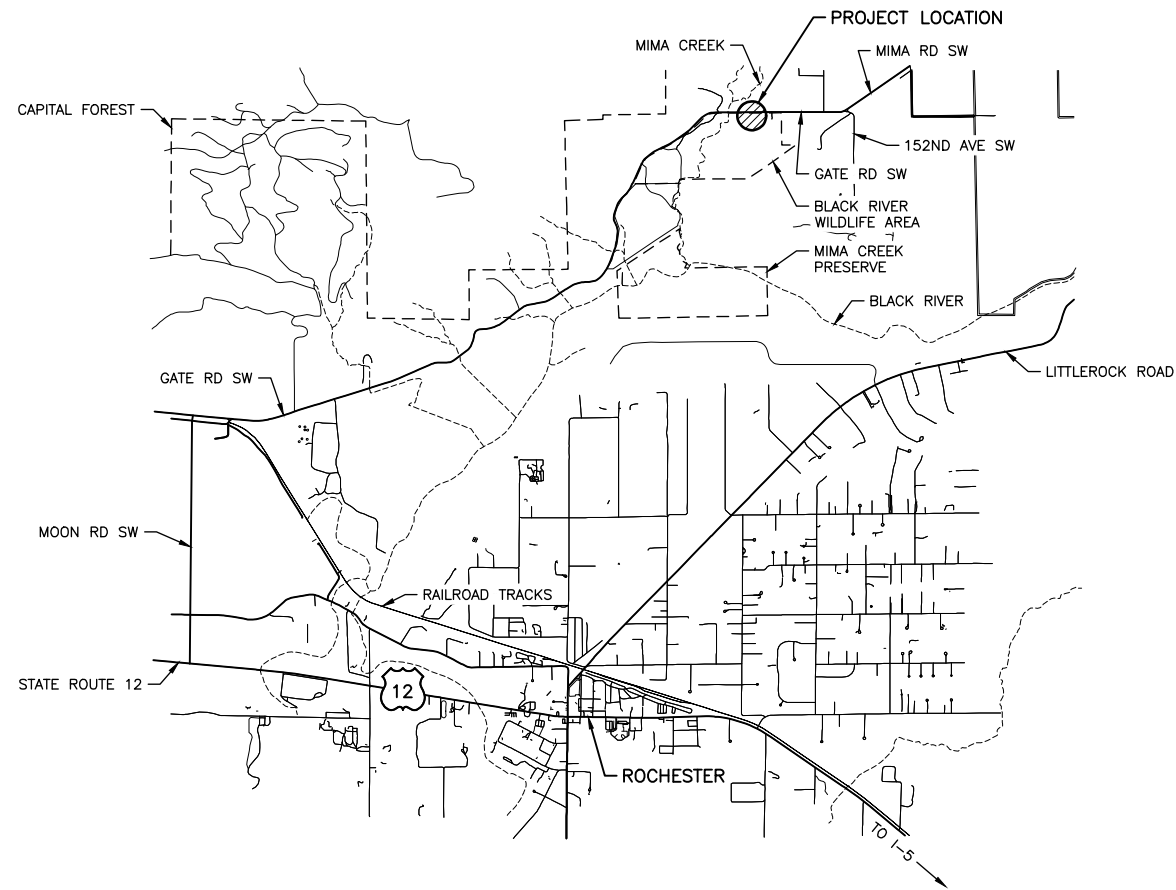 PROJECT LOCATION
MIMA CREEK
MIMA RD SW
CAPITAL FOREST
152ND AVE SW
GATE RD SW
BLACK RIVER
WILDLIFE AREA
MIMA CREEK
PRESERVE
BLACK RIVER
LITTLEROCK ROAD
GATE RD SW
MOON RD SW
RAILROAD TRACKS
STATE ROUTE 12
12
ROCHESTER
TO I-5